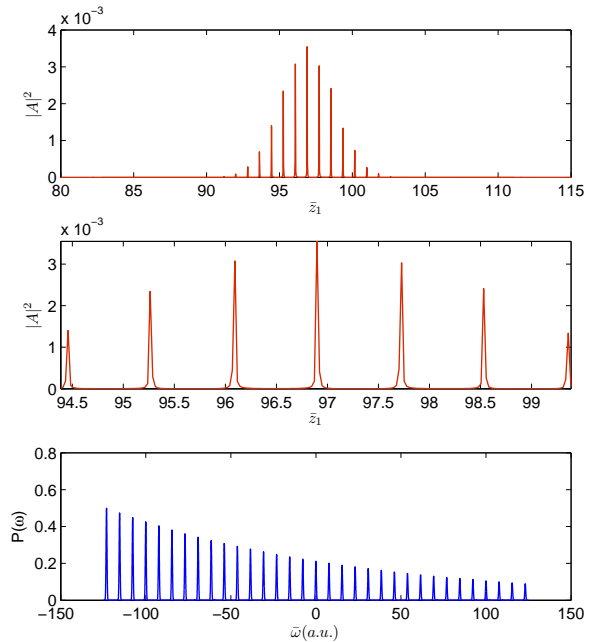 x 10⁻³
4
3
2
1
0
|A|²
80 85 90 95 100 105 110 115
z̄₁
x 10⁻³
3
2
1
0
|A|²
94.5 95 95.5 96 96.5 97 97.5 98 98.5 99
z̄₁
0.8
0.6
0.4
0.2
0
P(ω)
−150 −100 −50 0 50 100 150
ω̄(a.u.)